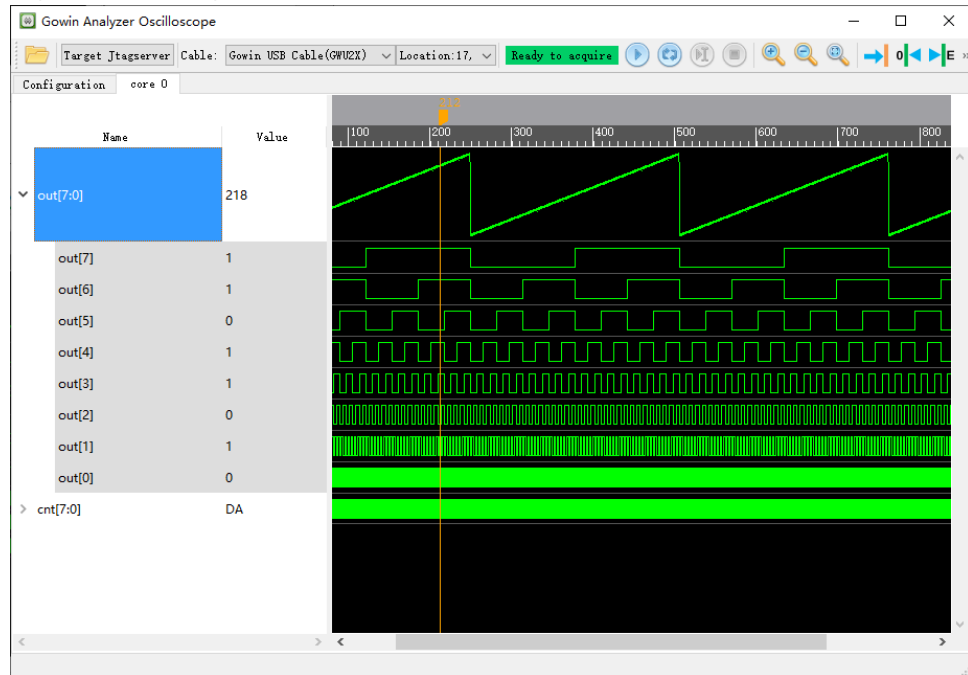 Gowin Analyzer Oscilloscope
Target Jtagserver Cable: Gowin USB Cable(GWU2X) Location:17, Ready to acquire 0 E »
Configuration core 0
212
Name Value 100 200 300 400 500 600 700 800
out[7:0] 218
out[7] 1
out[6] 1
out[5] 0
out[4] 1
out[3] 1
out[2] 0
out[1] 1
out[0] 0
cnt[7:0] DA